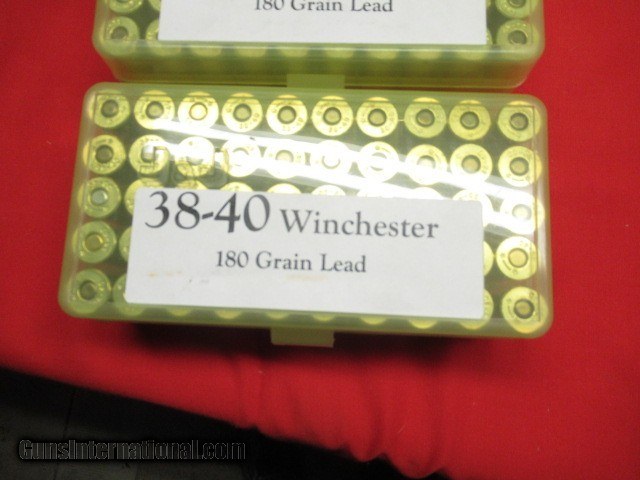 180 Grain Lead
38-40 Winchester
180 Grain Lead
GunsInternational.com